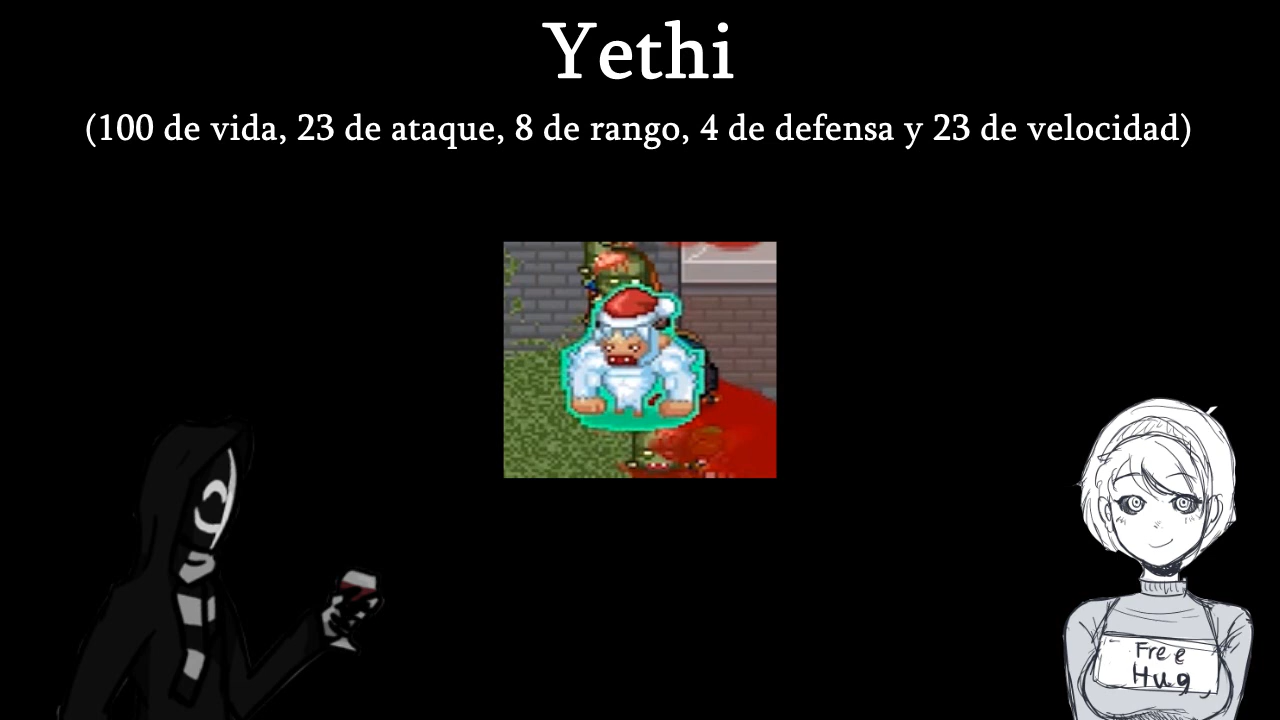 Yethi
(100 de vida, 23 de ataque, 8 de rango, 4 de defensa y 23 de velocidad)
Free
Hug